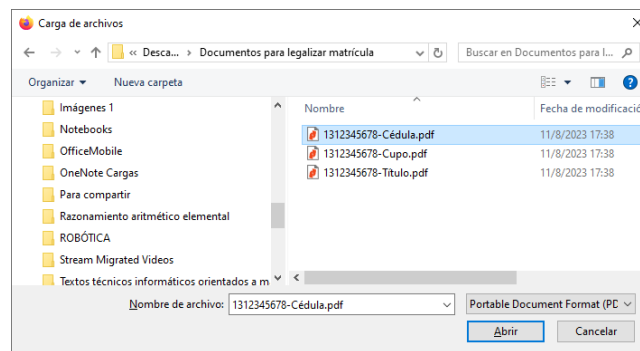 Carga de archivos
« Desca... › Documentos para legalizar matrícula
Buscar en Documentos para l...
Organizar
Nueva carpeta
Imágenes 1
Notebooks
OfficeMobile
OneNote Cargas
Para compartir
Razonamiento aritmético elemental
ROBÓTICA
Stream Migrated Videos
Textos técnicos informáticos orientados a m
Nombre
Fecha de modificació
1312345678-Cédula.pdf
11/8/2023 17:38
1312345678-Cupo.pdf
11/8/2023 17:38
1312345678-Título.pdf
11/8/2023 17:38
Nombre de archivo:
1312345678-Cédula.pdf
Portable Document Format (PD
Abrir
Cancelar